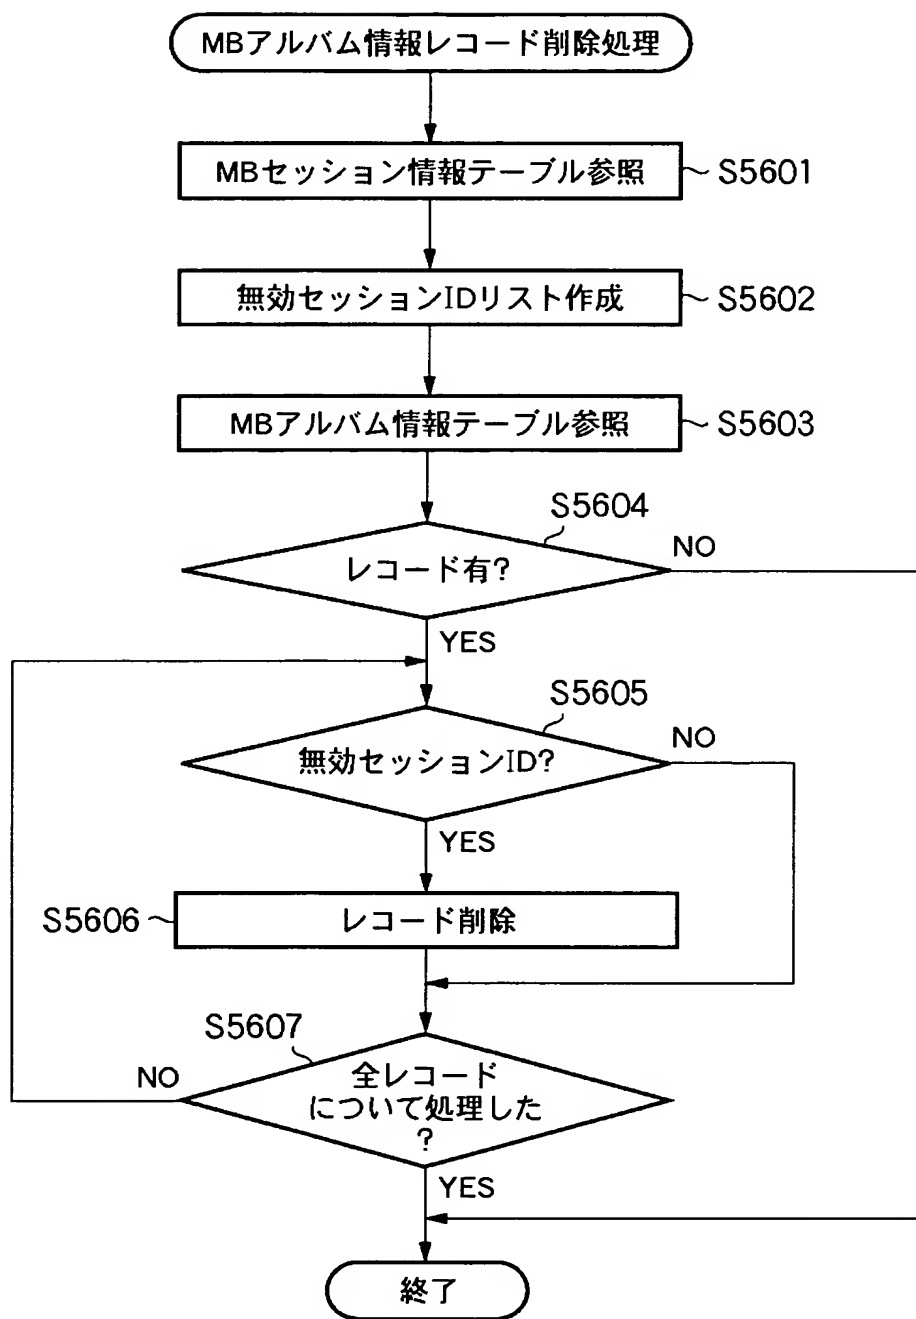 MBアルバム情報レコード削除処理
MBセッション情報テーブル参照
S5601
無効セッションIDリスト作成
S5602
MBアルバム情報テーブル参照
S5603
S5604
レコード有?
NO
YES
S5605
無効セッションID?
NO
YES
S5606
レコード削除
S5607
全レコード
について処理した
?
NO
YES
終了